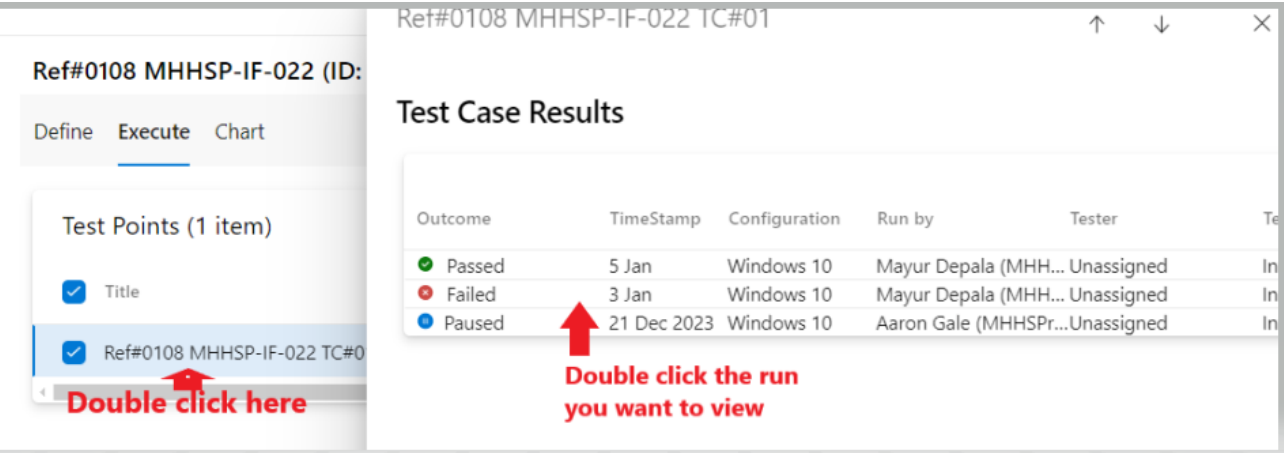 Ref#0108 MHHSP-IF-022 TC#01
Ref#0108 MHHSP-IF-022 (ID:
Define Execute Chart
Test Points (1 item)
Title
Ref#0108 MHHSP-IF-022 TC#0
Double click here
Test Case Results
Outcome TimeStamp Configuration Run by Tester Te
Passed 5 Jan Windows 10 Mayur Depala (MHH... Unassigned In
Failed 3 Jan Windows 10 Mayur Depala (MHH... Unassigned In
Paused 21 Dec 2023 Windows 10 Aaron Gale (MHHSPr... Unassigned In
Double click the run
you want to view